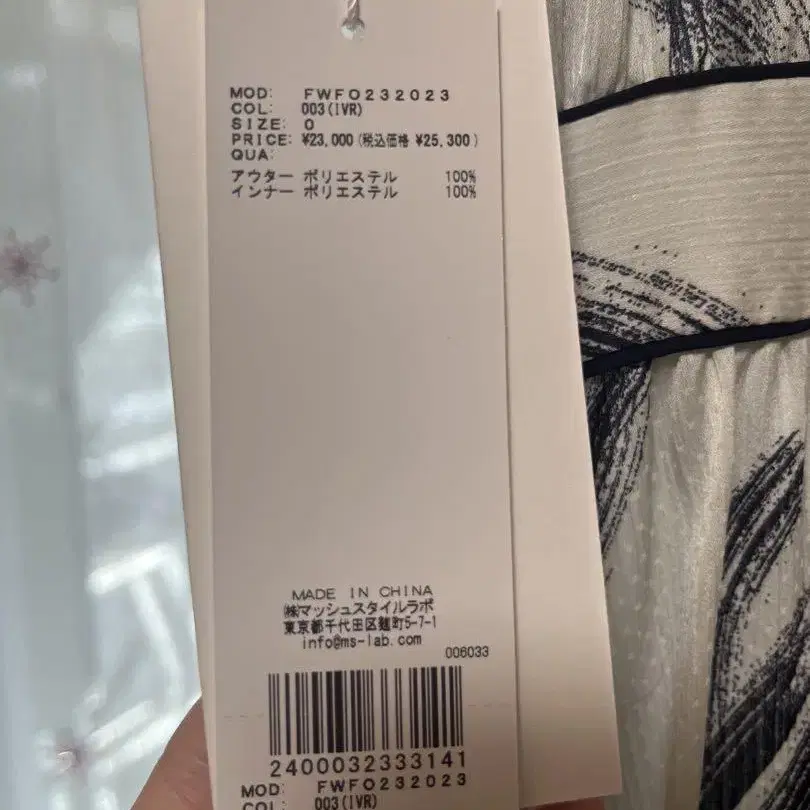 MOD: FWFO232023
COL: 003(IVR)
SIZE: 0
PRICE: ¥23,000(税込価格 ¥25,300)
QUA:
アウター ポリエステル 100%
インナー ポリエステル 100%
MADE IN CHINA
㈱マッシュスタイルラボ
東京都千代田区麹町5-7-1
info@ms-lab.com
006033
2400032333141
MOD: FWFO232023
COL: 003(IVR)